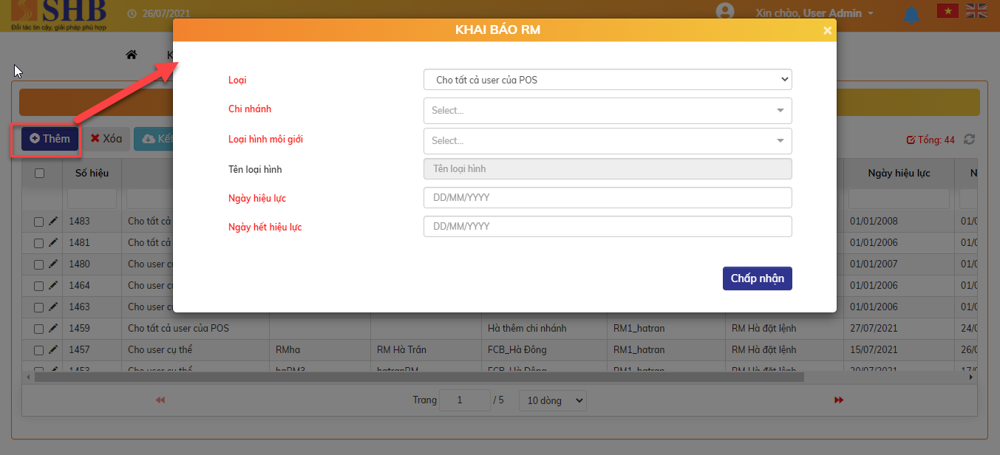 SHB
Đối tác tin cậy, giải pháp phù hợp
26/07/2021
Xin chào, User Admin
KHAI BÁO RM
×
K
Loại
Cho tất cả user của POS
Chi nhánh
Select...
Loại hình môi giới
Select...
Tên loại hình
Tên loại hình
Ngày hiệu lực
DD/MM/YYYY
Ngày hết hiệu lực
DD/MM/YYYY
Chấp nhận
Thêm
Xóa
Kết
Tổng: 44
Số hiệu
Ngày hiệu lực
N
1483 Cho tất cả 01/01/2008 01/0
1481 Cho tất cả 01/01/2006 01/0
1480 Cho user cụ 01/01/2007 01/0
1464 Cho user cụ 01/01/2006 01/0
1463 Cho user cụ 01/01/2006 01/0
1459 Cho tất cả user của POS Hà thêm chi nhánh RM1_hatran RM Hà đặt lệnh 27/07/2021 24/0
1457 Cho user cụ thể RMha RM Hà Trần FCB_Hà Đông RM1_hatran RM Hà đặt lệnh 15/07/2021 26/0
1453 Cho user cụ thể haRM3 hatranRM FCB_Hà Đông RM1_hatran RM Hà đặt lệnh 20/07/2021 17/0
Trang 1 / 5 10 dòng